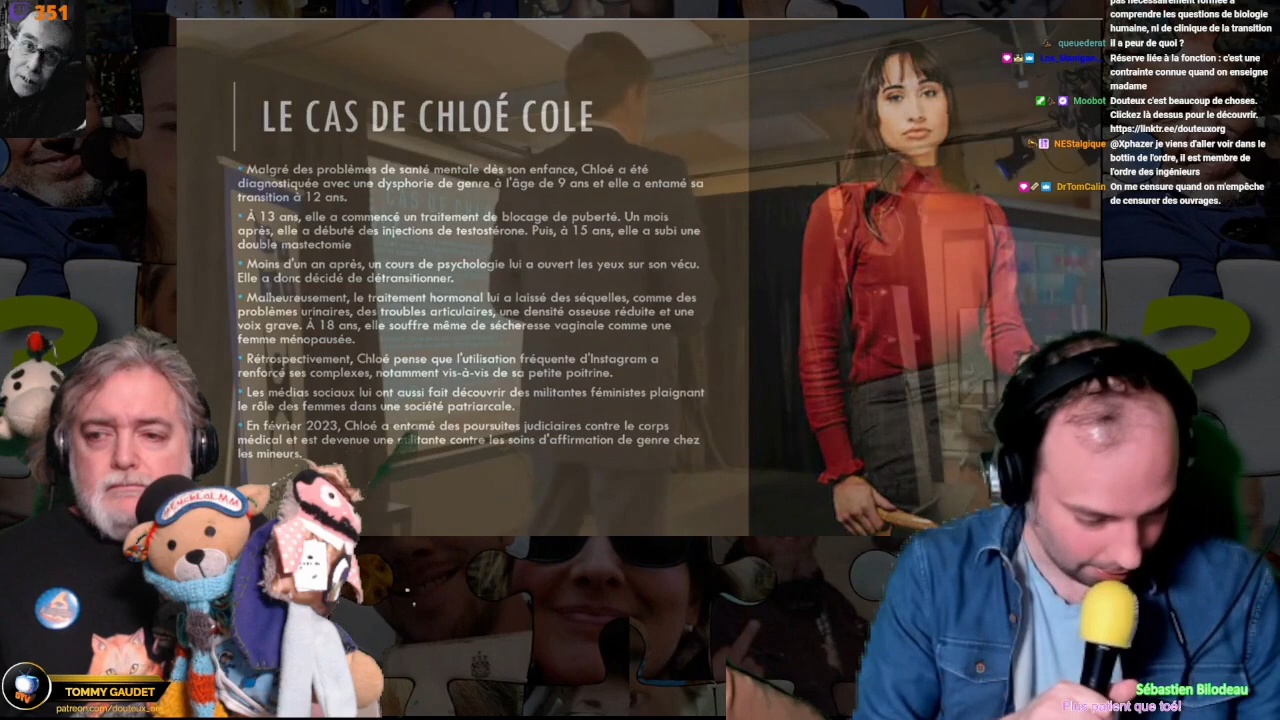 351
LE CAS DE CHLOÉ COLE
• Malgré des problèmes de santé mentale dès son enfance, Chloé a été
diagnostiquée avec une dysphorie de genre à l'âge de 9 ans et elle a entamé sa
transition à 12 ans.
• À 13 ans, elle a commencé un traitement de blocage de puberté. Un mois
après, elle a débuté des injections de testostérone. Puis, à 15 ans, elle a subi une
double mastectomie
• Moins d'un an après, un cours de psychologie lui a ouvert les yeux sur son vécu.
Elle a donc décidé de détransitionner.
• Malheureusement, le traitement hormonal lui a laissé des séquelles, comme des
problèmes urinaires, des troubles articulaires, une densité osseuse réduite et une
voix grave. À 18 ans, elle souffre même de sécheresse vaginale comme une
femme ménopausée.
• Rétrospectivement, Chloé pense que l'utilisation fréquente d'Instagram a
renforcé ses complexes, notamment vis-à-vis de sa petite poitrine.
• Les médias sociaux lui ont aussi fait découvrir des militantes féministes plaignant
le rôle des femmes dans une société patriarcale.
• En février 2023, Chloé a entamé des poursuites judiciaires contre le corps
médical et est devenue une militante contre les soins d'affirmation de genre chez
les mineurs.
pas nécessairement formée à
comprendre les questions de biologie
humaine, ni de clinique de la transition
queuederat il a peur de quoi ?
Réserve liée à la fonction : c'est une
contrainte connue quand on enseigne
madame
Moobot Douteux c'est beaucoup de choses.
Clickez là dessus pour le découvrir.
https://linktr.ee/douteuxorg
NEStalgique @Xphazer je viens d'aller voir dans le
bottin de l'ordre, il est membre de
l'ordre des ingénieurs
DrTomCalin On me censure quand on m'empêche
de censurer des ouvrages.
TOMMY GAUDET
Sébastien Bilodeau
Plus patient que toé!